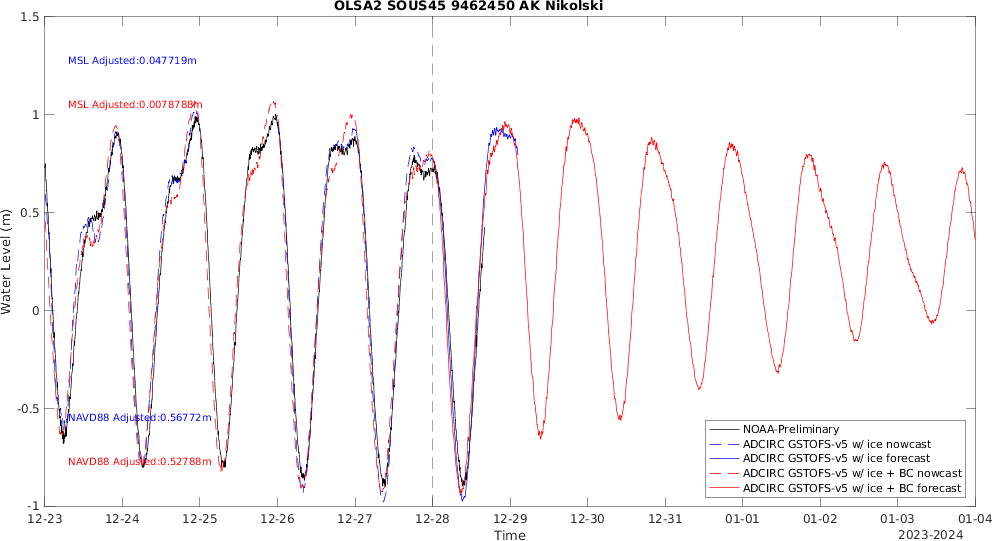 OLSA2 SOUS45 9462450 AK Nikolski
1.5
1
0.5
0
-0.5
-1
Water Level (m)
MSL Adjusted:0.047719m
MSL Adjusted:0.0078788m
NAVD88 Adjusted:0.56772m
NAVD88 Adjusted:0.52788m
NOAA-Preliminary
ADCIRC GSTOFS-v5 w/ ice nowcast
ADCIRC GSTOFS-v5 w/ ice forecast
ADCIRC GSTOFS-v5 w/ ice + BC nowcast
ADCIRC GSTOFS-v5 w/ ice + BC forecast
12-23 12-24 12-25 12-26 12-27 12-28 12-29 12-30 12-31 01-01 01-02 01-03 01-04
Time
2023-2024